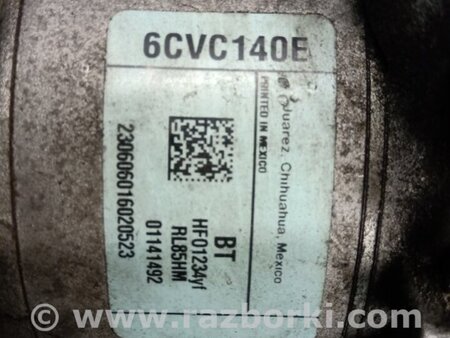 6CVC140E
Juarez, Chihuahua, Mexico
PRINTED IN MEXICO
BT
HFO1234yf
RL85HM
01141492
230606016020523
www.razborki.com